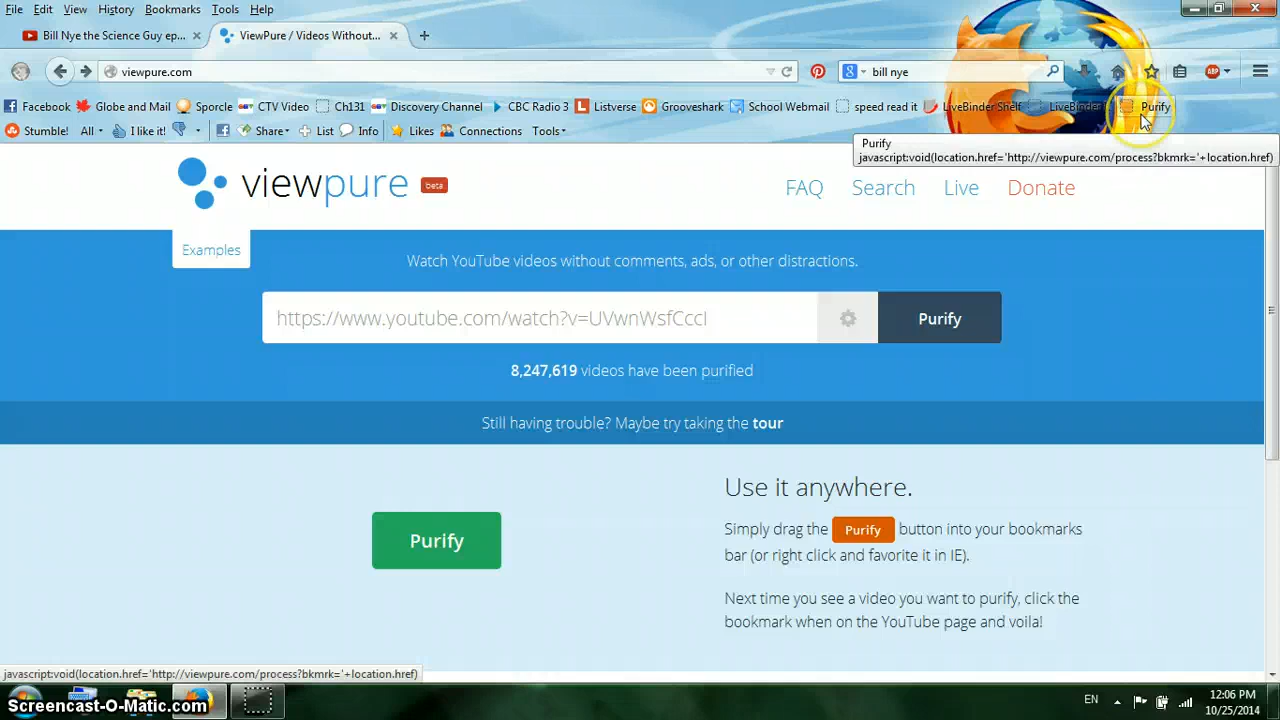 File Edit View History Bookmarks Tools Help
Bill Nye the Science Guy ep... × ViewPure / Videos Without... × +
viewpure.com bill nye ABP
Facebook Globe and Mail Sporcle CTV Video Ch131 Discovery Channel CBC Radio 3 Listverse Grooveshark School Webmail speed read it LiveBinder Shelf LiveBinder Purify
Stumble! All I like it! Share List Info Likes Connections Tools
Purify
javascript:void(location.href='http://viewpure.com/process?bkmrk='+location.href)
viewpure beta FAQ Search Live Donate
Examples
Watch YouTube videos without comments, ads, or other distractions.
https://www.youtube.com/watch?v=UVwnWsfCccI Purify
8,247,619 videos have been purified
Still having trouble? Maybe try taking the tour
Use it anywhere.
Simply drag the Purify button into your bookmarks
bar (or right click and favorite it in IE).
Purify
Next time you see a video you want to purify, click the
bookmark when on the YouTube page and voila!
javascript:void(location.href='http://viewpure.com/process?bkmrk='+location.href)
EN 12:06 PM
10/25/2014
Screencast-O-Matic.com